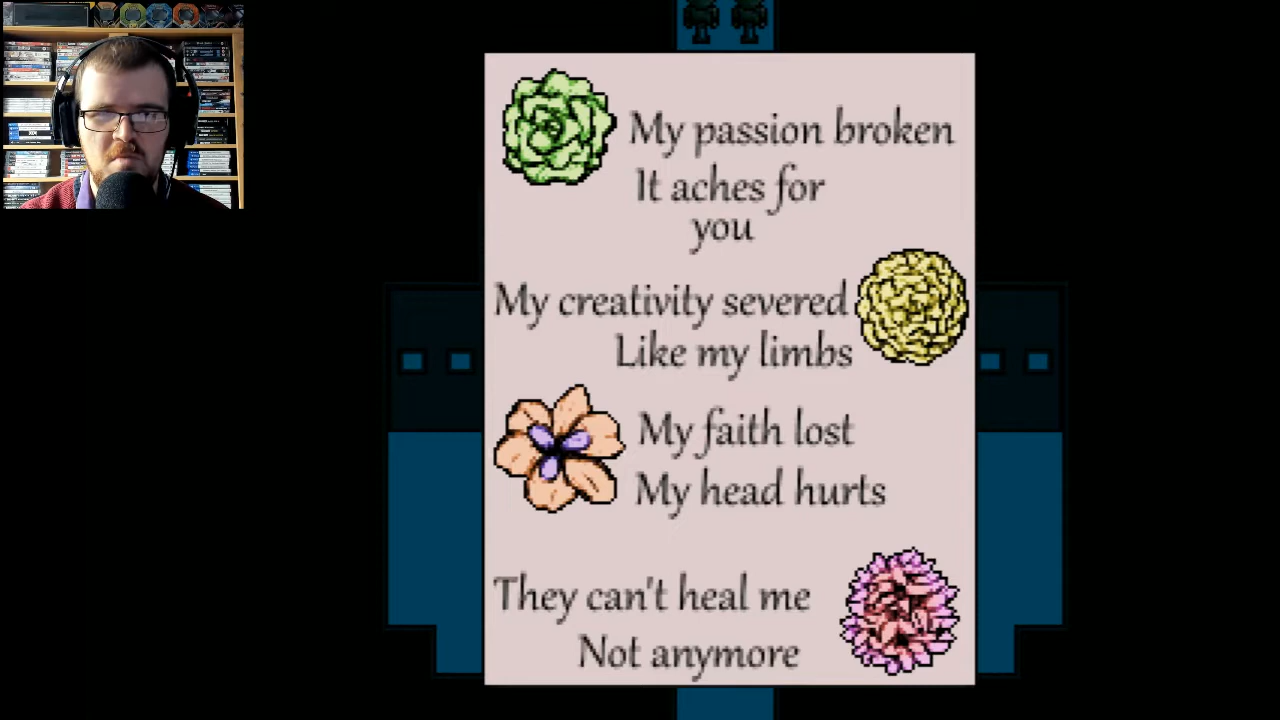 My passion broken
It aches for
you
My creativity severed
Like my limbs
My faith lost
My head hurts
They can't heal me
Not anymore